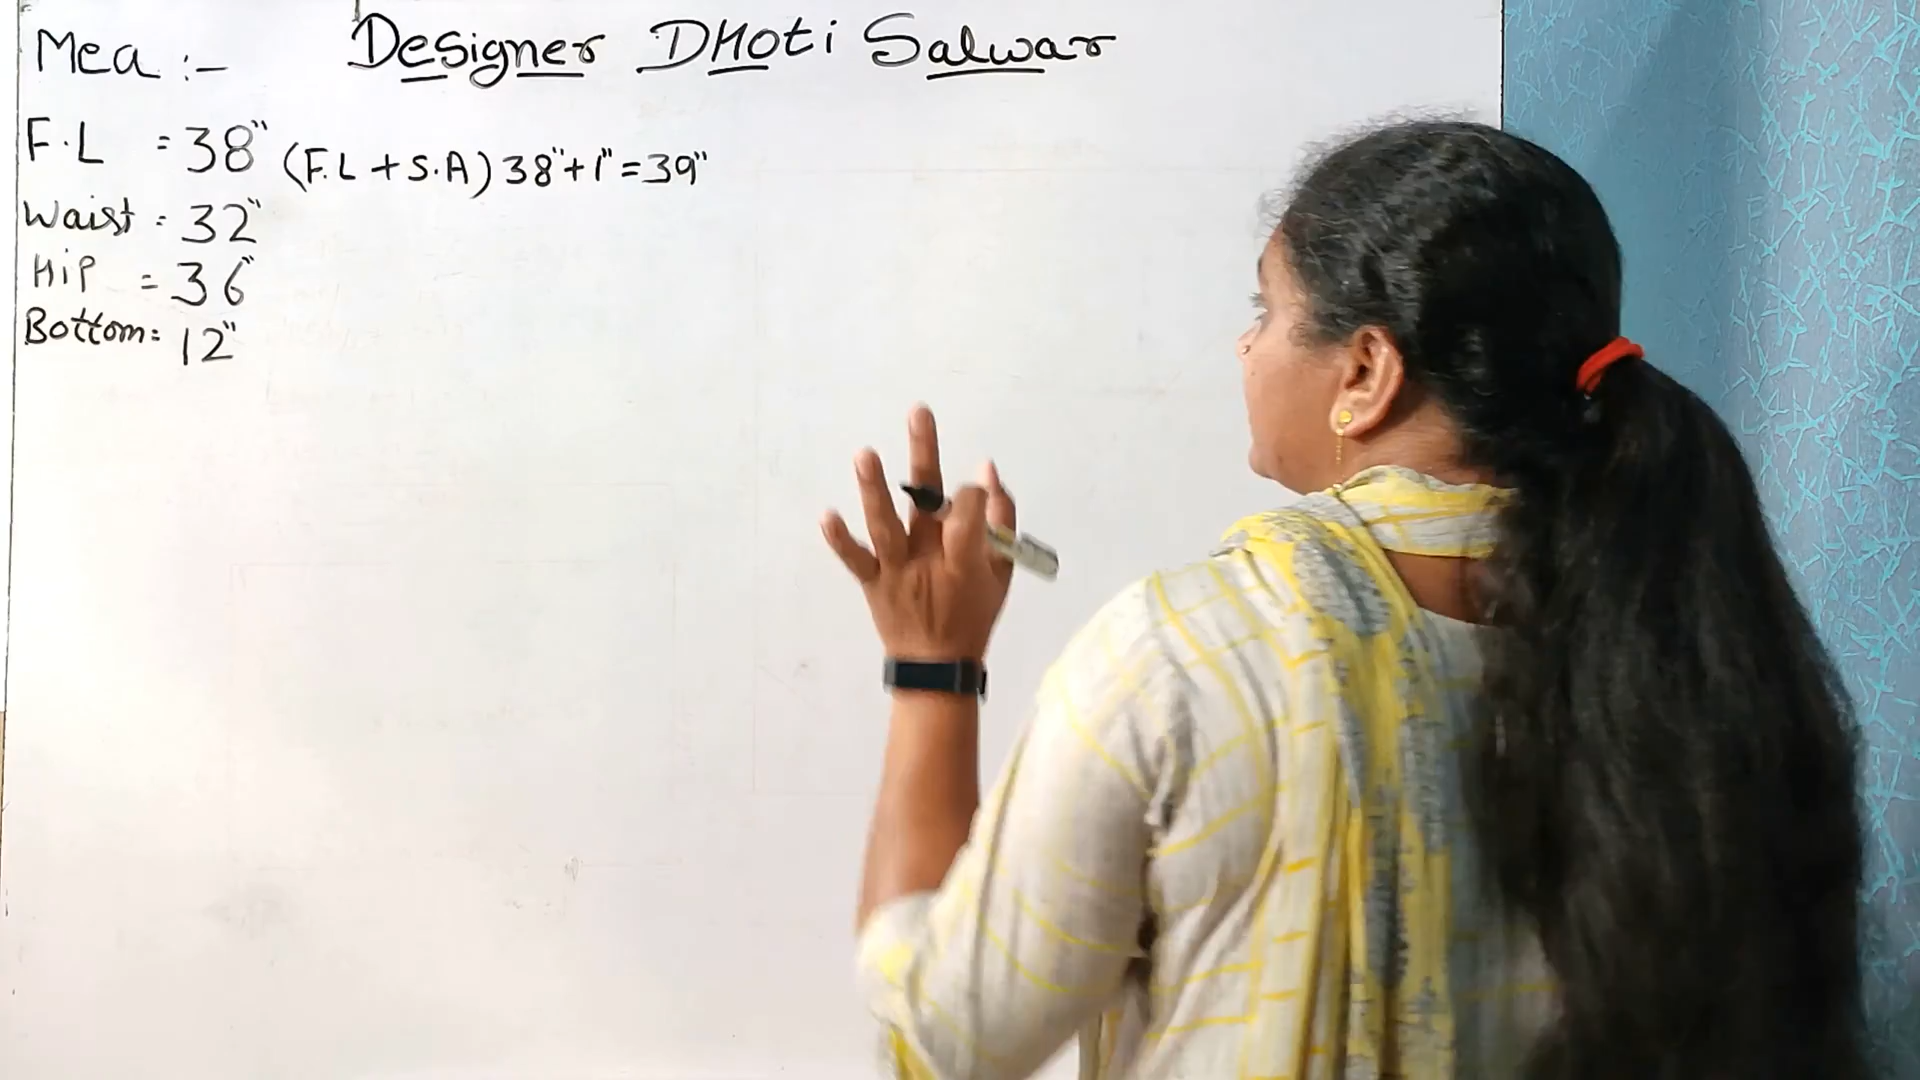 Designer DHoti Salwar
Mea :-
F.L = 38" (F.L + S.A) 38"+1"=39"
Waist = 32"
Hip = 36"
Bottom = 12"